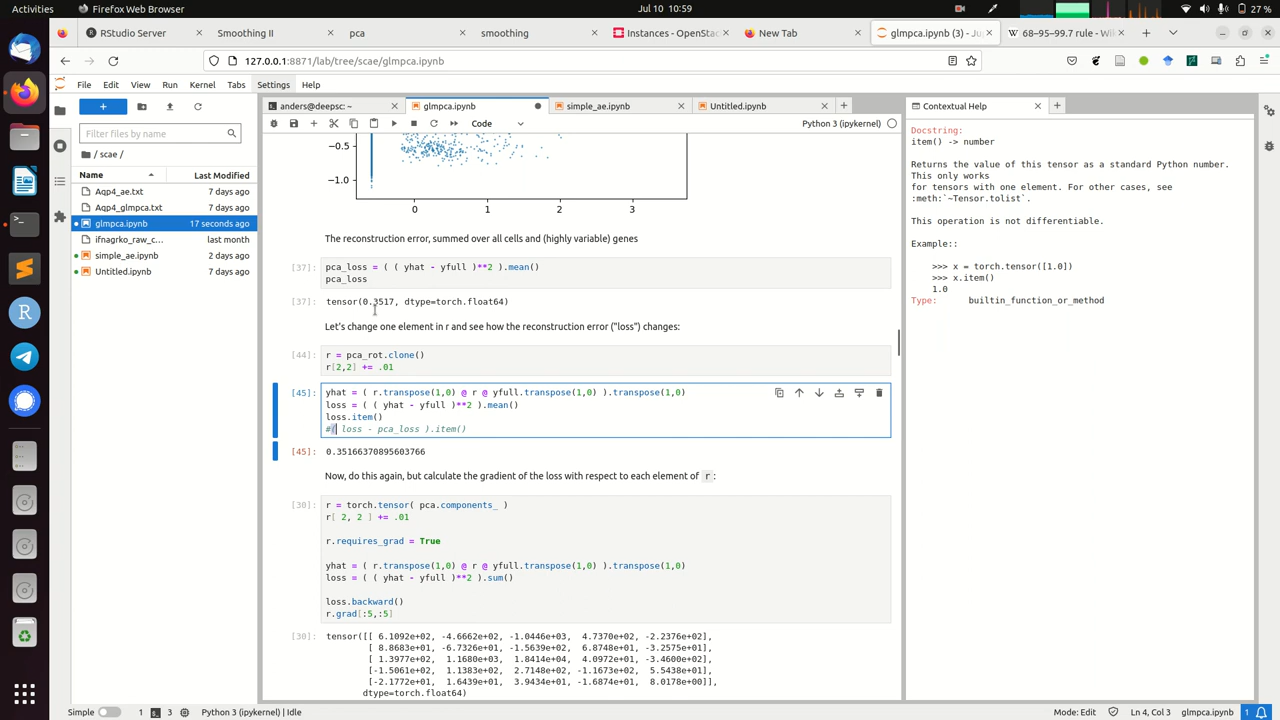 Activities
Firefox Web Browser
Jul 10 10:59
27 %
RStudio Server
Smoothing II
pca
smoothing
Instances - OpenStac
New Tab
glmpca.ipynb (3) - Jup
68–95–99.7 rule - Wiki
127.0.0.1:8871/lab/tree/scae/glmpca.ipynb
File Edit View Run Kernel Tabs Settings Help
anders@deepsc: ~
glmpca.ipynb
simple_ae.ipynb
Untitled.ipynb
Contextual Help
Code
Python 3 (ipykernel)
Filter files by name
/ scae /
Name Last Modified
Aqp4_ae.txt 7 days ago
Aqp4_glmpca.txt 7 days ago
glmpca.ipynb 17 seconds ago
ifnagrko_raw_c... last month
simple_ae.ipynb 2 days ago
Untitled.ipynb 7 days ago
−0.5
−1.0
0 1 2 3
The reconstruction error, summed over all cells and (highly variable) genes
[37]: pca_loss = ( ( yhat - yfull )**2 ).mean()
pca_loss
[37]: tensor(0.3517, dtype=torch.float64)
Let's change one element in r and see how the reconstruction error ("loss") changes:
[44]: r = pca_rot.clone()
r[2,2] += .01
[45]: yhat = ( r.transpose(1,0) @ r @ yfull.transpose(1,0) ).transpose(1,0)
loss = ( ( yhat - yfull )**2 ).mean()
loss.item()
#( loss - pca_loss ).item()
[45]: 0.35166370895603766
Now, do this again, but calculate the gradient of the loss with respect to each element of r :
[30]: r = torch.tensor( pca.components_ )
r[ 2, 2 ] += .01
r.requires_grad = True
yhat = ( r.transpose(1,0) @ r @ yfull.transpose(1,0) ).transpose(1,0)
loss = ( ( yhat - yfull )**2 ).sum()
loss.backward()
r.grad[:5,:5]
[30]: tensor([[ 6.1092e+02, -4.6662e+02, -1.0446e+03, 4.7370e+02, -2.2376e+02],
[ 8.8683e+01, -6.7326e+01, -1.5639e+02, 6.8748e+01, -3.2575e+01],
[ 1.3977e+02, 1.1680e+03, 1.8414e+04, 4.0972e+01, -3.4600e+02],
[-1.5061e+02, 1.1383e+02, 2.7148e+02, -1.1673e+02, 5.5438e+01],
[-2.1772e+01, 1.6439e+01, 3.9434e+01, -1.6874e+01, 8.0178e+00]],
dtype=torch.float64)
Docstring:
item() -> number
Returns the value of this tensor as a standard Python number.
This only works
for tensors with one element. For other cases, see
:meth:`~Tensor.tolist`.
This operation is not differentiable.
Example::
>>> x = torch.tensor([1.0])
>>> x.item()
1.0
Type: builtin_function_or_method
Simple
1
3
Python 3 (ipykernel) | Idle
Mode: Edit
Ln 4, Col 3
glmpca.ipynb
1